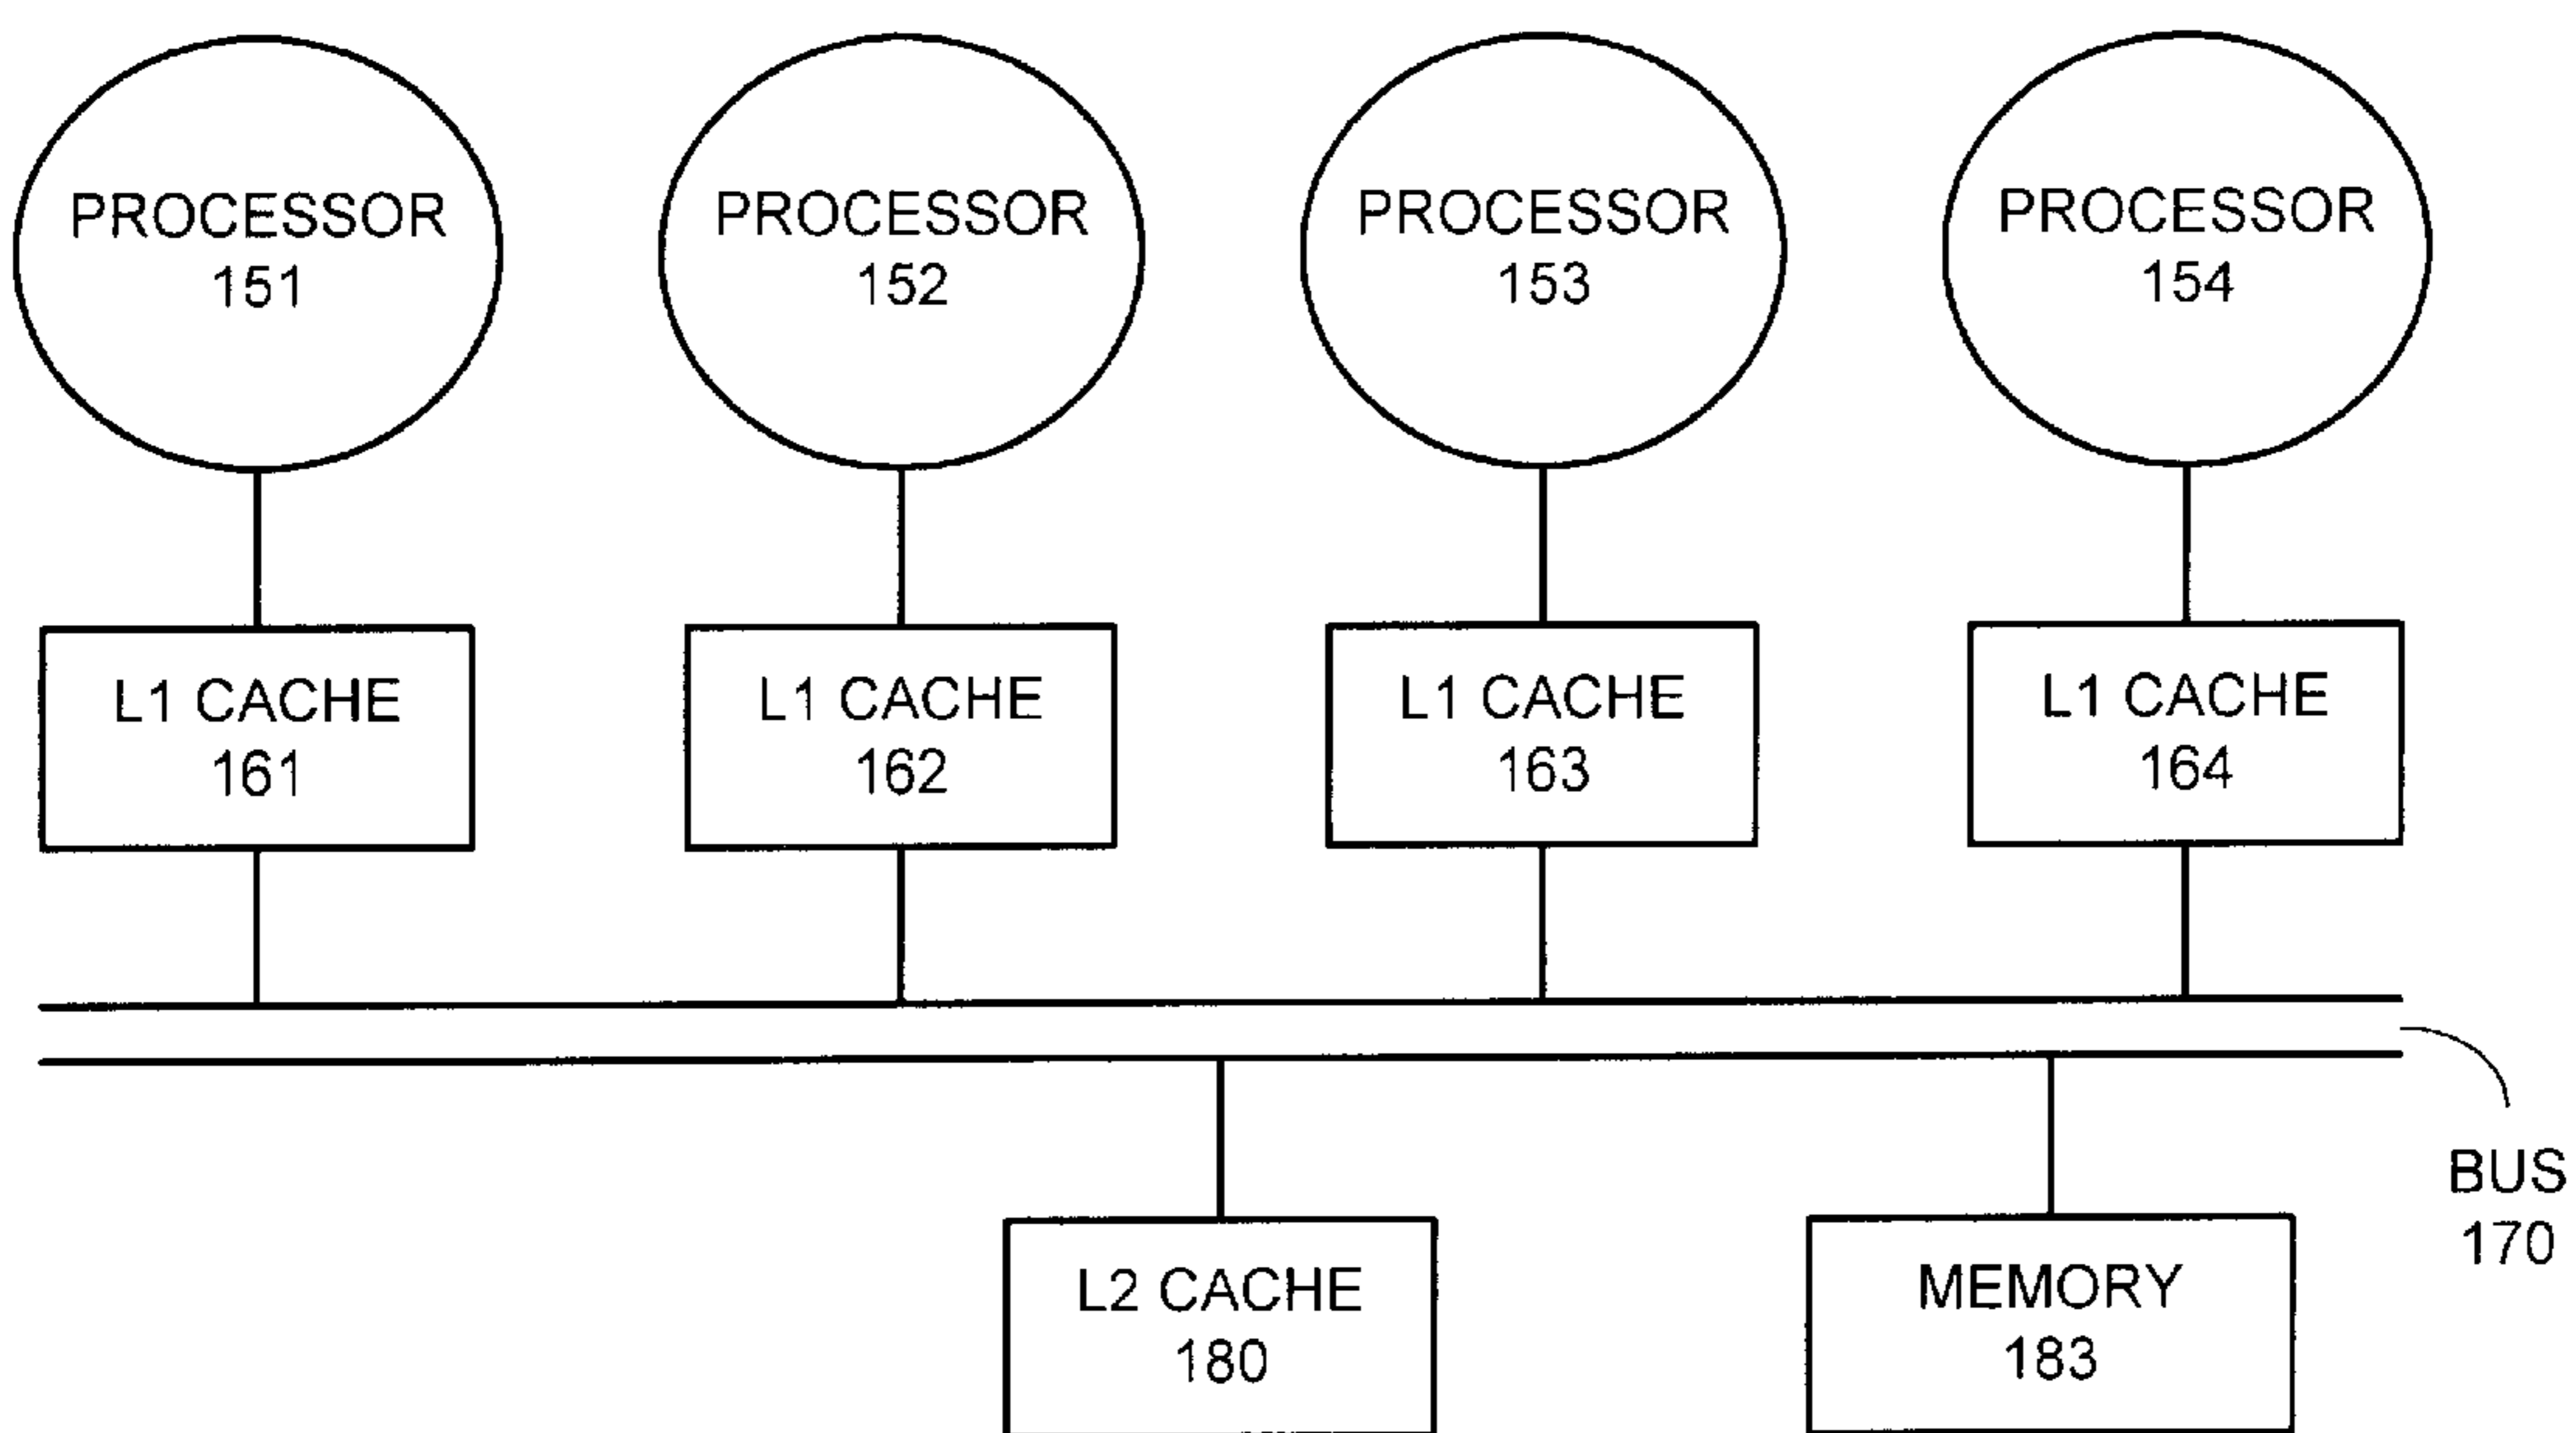 PROCESSOR
151
PROCESSOR
152
PROCESSOR
153
PROCESSOR
154
L1 CACHE
161
L1 CACHE
162
L1 CACHE
163
L1 CACHE
164
BUS
170
L2 CACHE
180
MEMORY
183